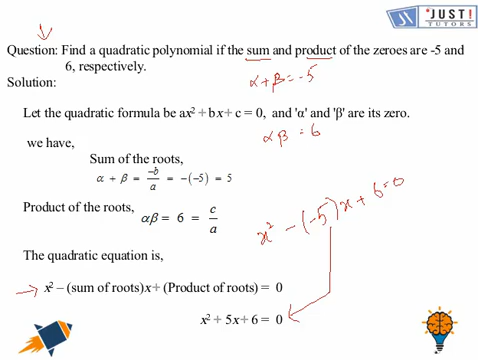 JUST!
TUTORS
Question: Find a quadratic polynomial if the sum and product of the zeroes are -5 and
6, respectively.
α+β=-5
Solution:
Let the quadratic formula be ax² + bx + c = 0, and 'α' and 'β' are its zero.
αβ = 6
we have,
Sum of the roots,
α + β = -b/a = -(-5) = 5
Product of the roots,
αβ = 6 = c/a
x² - (-5)x + 6=0
The quadratic equation is,
x² – (sum of roots)x + (Product of roots) = 0
x² + 5x + 6 = 0